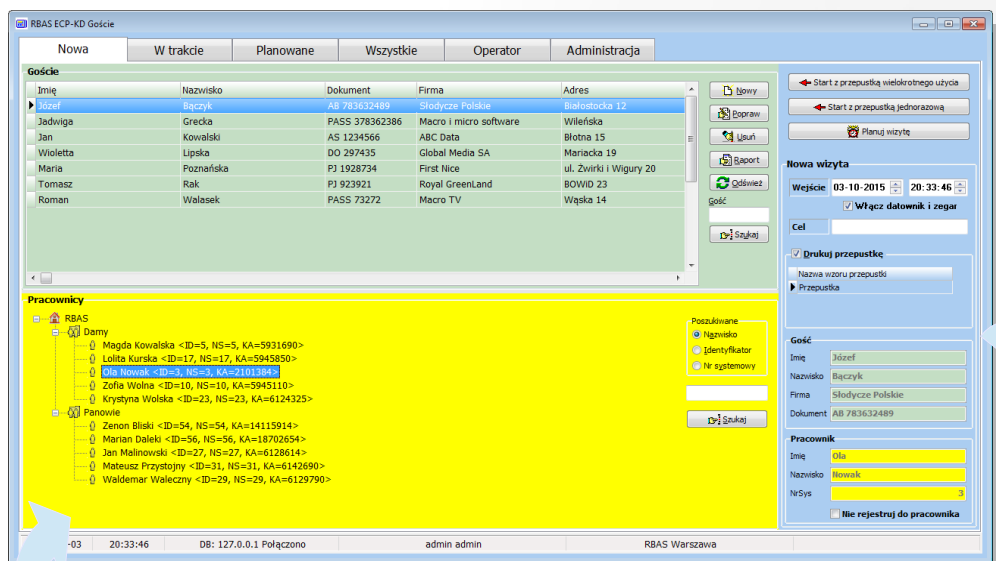 RBAS ECP-KD Goście
Nowa W trakcie Planowane Wszystkie Operator Administracja
Goście
Imię Nazwisko Dokument Firma Adres
Józef Bączyk AB 783632489 Słodycze Polskie Białostocka 12
Jadwiga Grecka PASS 378362386 Macro i micro software Wileńska
Jan Kowalski AS 1234566 ABC Data Błotna 15
Wioletta Lipska DO 297435 Global Media SA Mariacka 19
Maria Poznańska PJ 1928734 First Nice ul. Żwirki i Wigury 20
Tomasz Rak PJ 923921 Royal GreenLand BOWiD 23
Roman Walasek PASS 73272 Macro TV Wąska 14
Nowy
Popraw
Usuń
Raport
Odśwież
Gość
Szukaj
Start z przepustką wielokrotnego użycia
Start z przepustką jednorazową
Planuj wizytę
Nowa wizyta
Wejście 03-10-2015 20:33:46
Włącz datownik i zegar
Cel
Drukuj przepustkę
Nazwa wzoru przepustki
Przepustka
Gość
Imię Józef
Nazwisko Bączyk
Firma Słodycze Polskie
Dokument AB 783632489
Pracownik
Imię Ola
Nazwisko Nowak
NrSys 3
Nie rejestruj do pracownika
Pracownicy
RBAS
Damy
Magda Kowalska <ID=5, NS=5, KA=5931690>
Lolita Kurska <ID=17, NS=17, KA=5945850>
Ola Nowak <ID=3, NS=3, KA=2101384>
Zofia Wolna <ID=10, NS=10, KA=5945110>
Krystyna Wolska <ID=23, NS=23, KA=6124325>
Panowie
Zenon Bliski <ID=54, NS=54, KA=14115914>
Marian Daleki <ID=56, NS=56, KA=18702654>
Jan Malinowski <ID=27, NS=27, KA=6128614>
Mateusz Przystojny <ID=31, NS=31, KA=6142690>
Waldemar Waleczny <ID=29, NS=29, KA=6129790>
Poszukiwane
Nazwisko
Identyfikator
Nr systemowy
Szukaj
-03 20:33:46 DB: 127.0.0.1 Połączono admin admin RBAS Warszawa